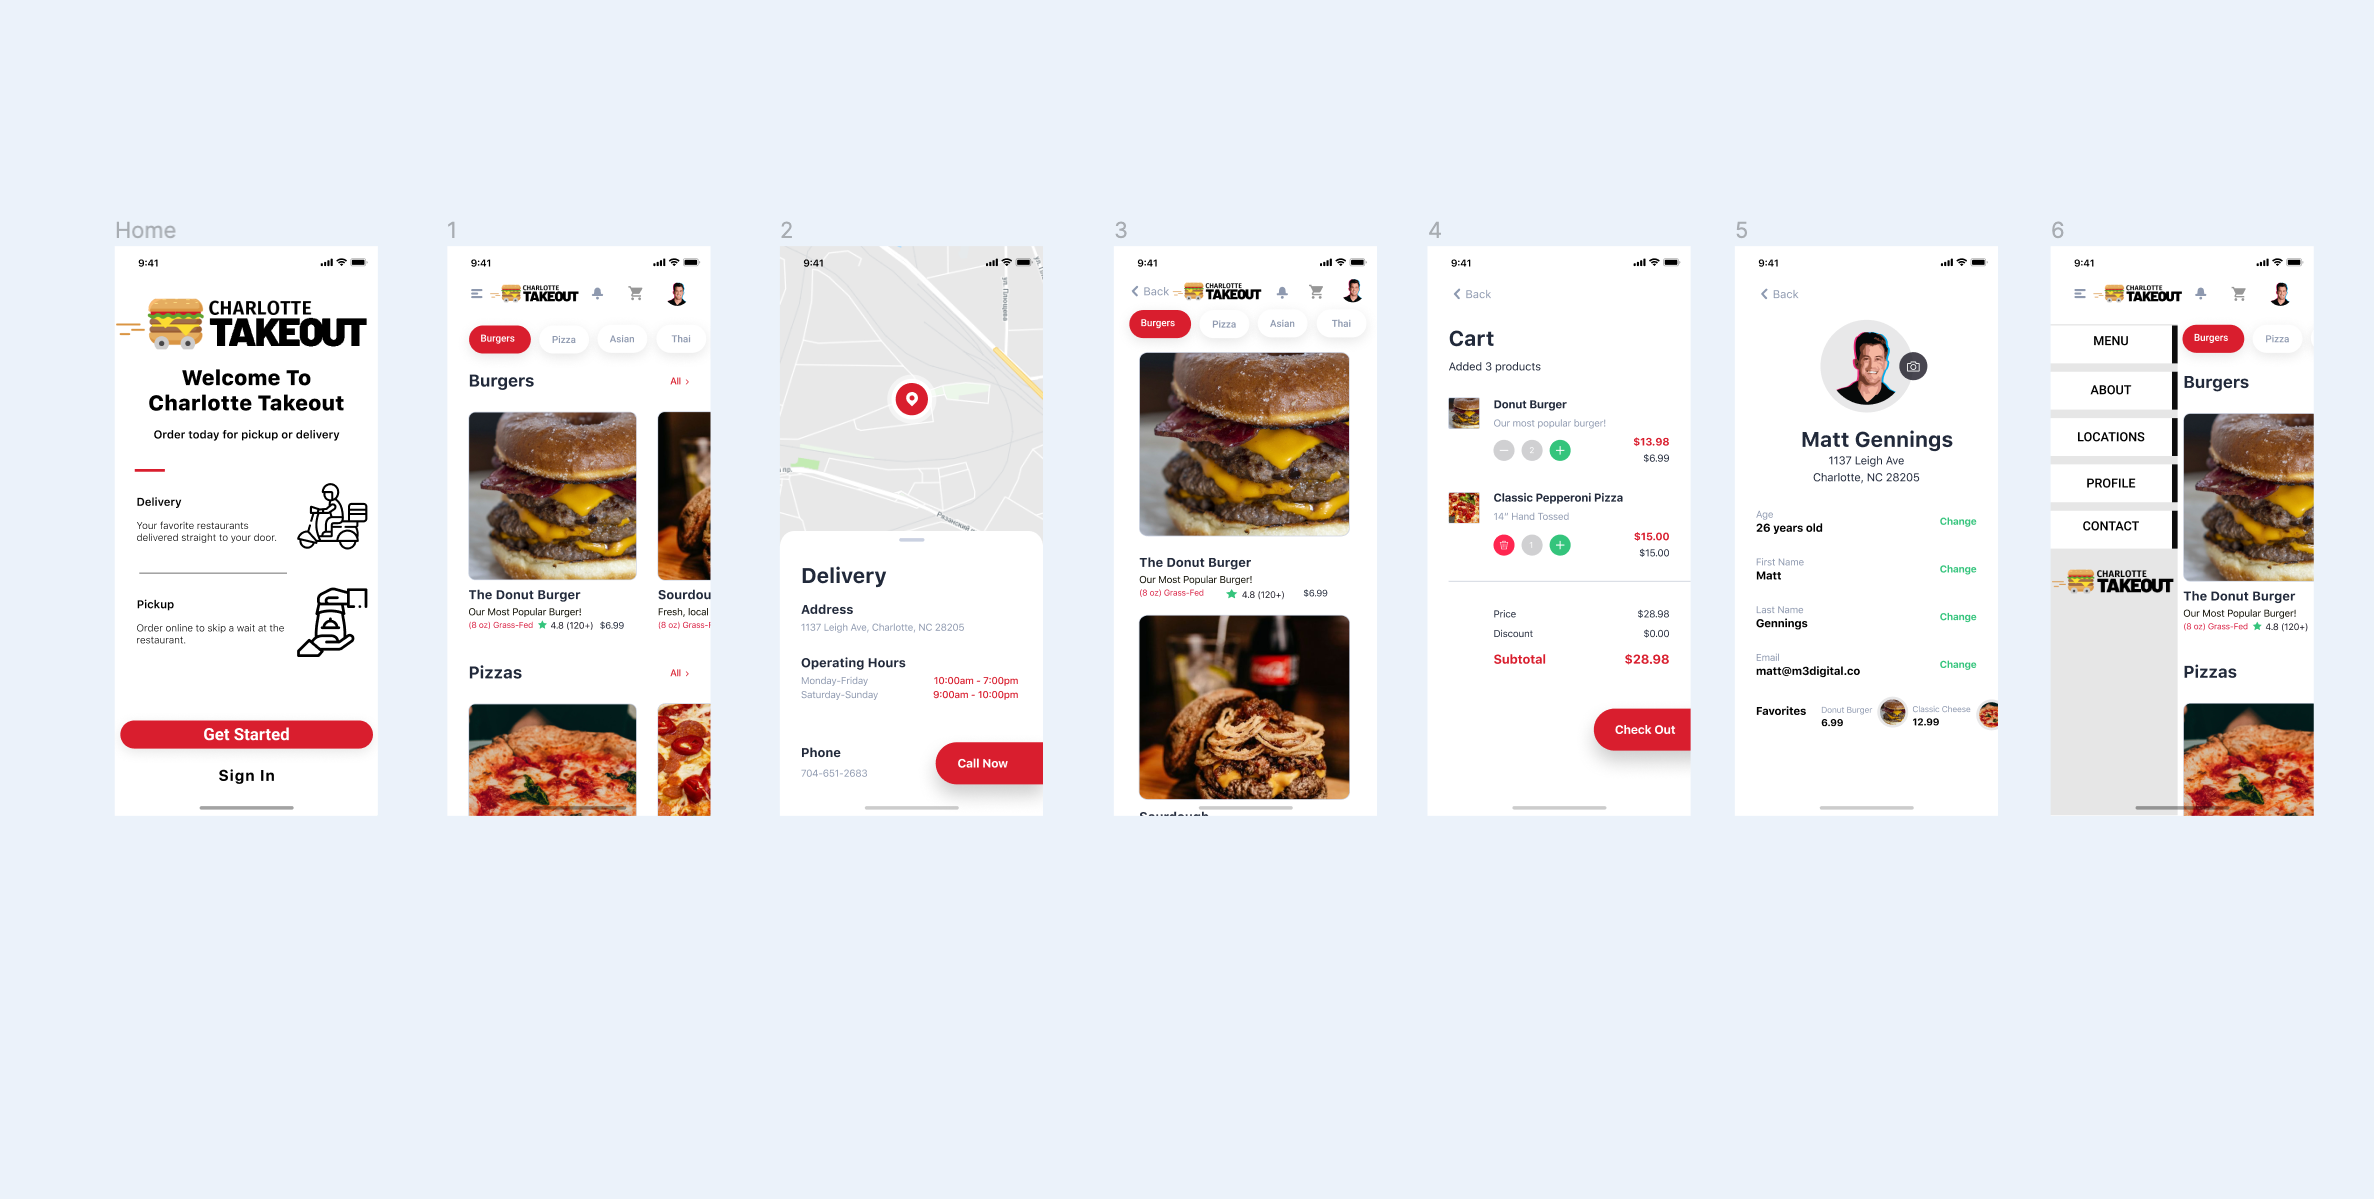 Home
9:41
CHARLOTTE
TAKEOUT
Welcome To
Charlotte Takeout
Order today for pickup or delivery
Delivery
Your favorite restaurants
delivered straight to your door.
Pickup
Order online to skip a wait at the
restaurant.
Get Started
Sign In
1
9:41
CHARLOTTE
TAKEOUT
Burgers
Pizza
Asian
Thai
Burgers
All >
The Donut Burger
Our Most Popular Burger!
(8 oz) Grass-Fed 4.8 (120+) $6.99
Sourdou
Fresh, local
(8 oz) Grass-F
Pizzas
All >
2
9:41
ул. Плющева
Рязанский
пр.
Delivery
Address
1137 Leigh Ave, Charlotte, NC 28205
Operating Hours
Monday-Friday 10:00am - 7:00pm
Saturday-Sunday 9:00am - 10:00pm
Phone
704-651-2683
Call Now
3
9:41
Back
CHARLOTTE
TAKEOUT
Burgers
Pizza
Asian
Thai
The Donut Burger
Our Most Popular Burger!
(8 oz) Grass-Fed 4.8 (120+) $6.99
Sourdough
4
9:41
Back
Cart
Added 3 products
Donut Burger
Our most popular burger!
2
$13.98
$6.99
Classic Pepperoni Pizza
14" Hand Tossed
1
$15.00
$15.00
Price $28.98
Discount $0.00
Subtotal $28.98
Check Out
5
9:41
Back
Matt Gennings
1137 Leigh Ave
Charlotte, NC 28205
Age
26 years old
Change
First Name
Matt
Change
Last Name
Gennings
Change
Email
matt@m3digital.co
Change
Favorites
Donut Burger
6.99
Classic Cheese
12.99
6
9:41
CHARLOTTE
TAKEOUT
MENU
ABOUT
LOCATIONS
PROFILE
CONTACT
CHARLOTTE
TAKEOUT
Burgers
Pizza
Burgers
The Donut Burger
Our Most Popular Burger!
(8 oz) Grass-Fed 4.8 (120+)
Pizzas